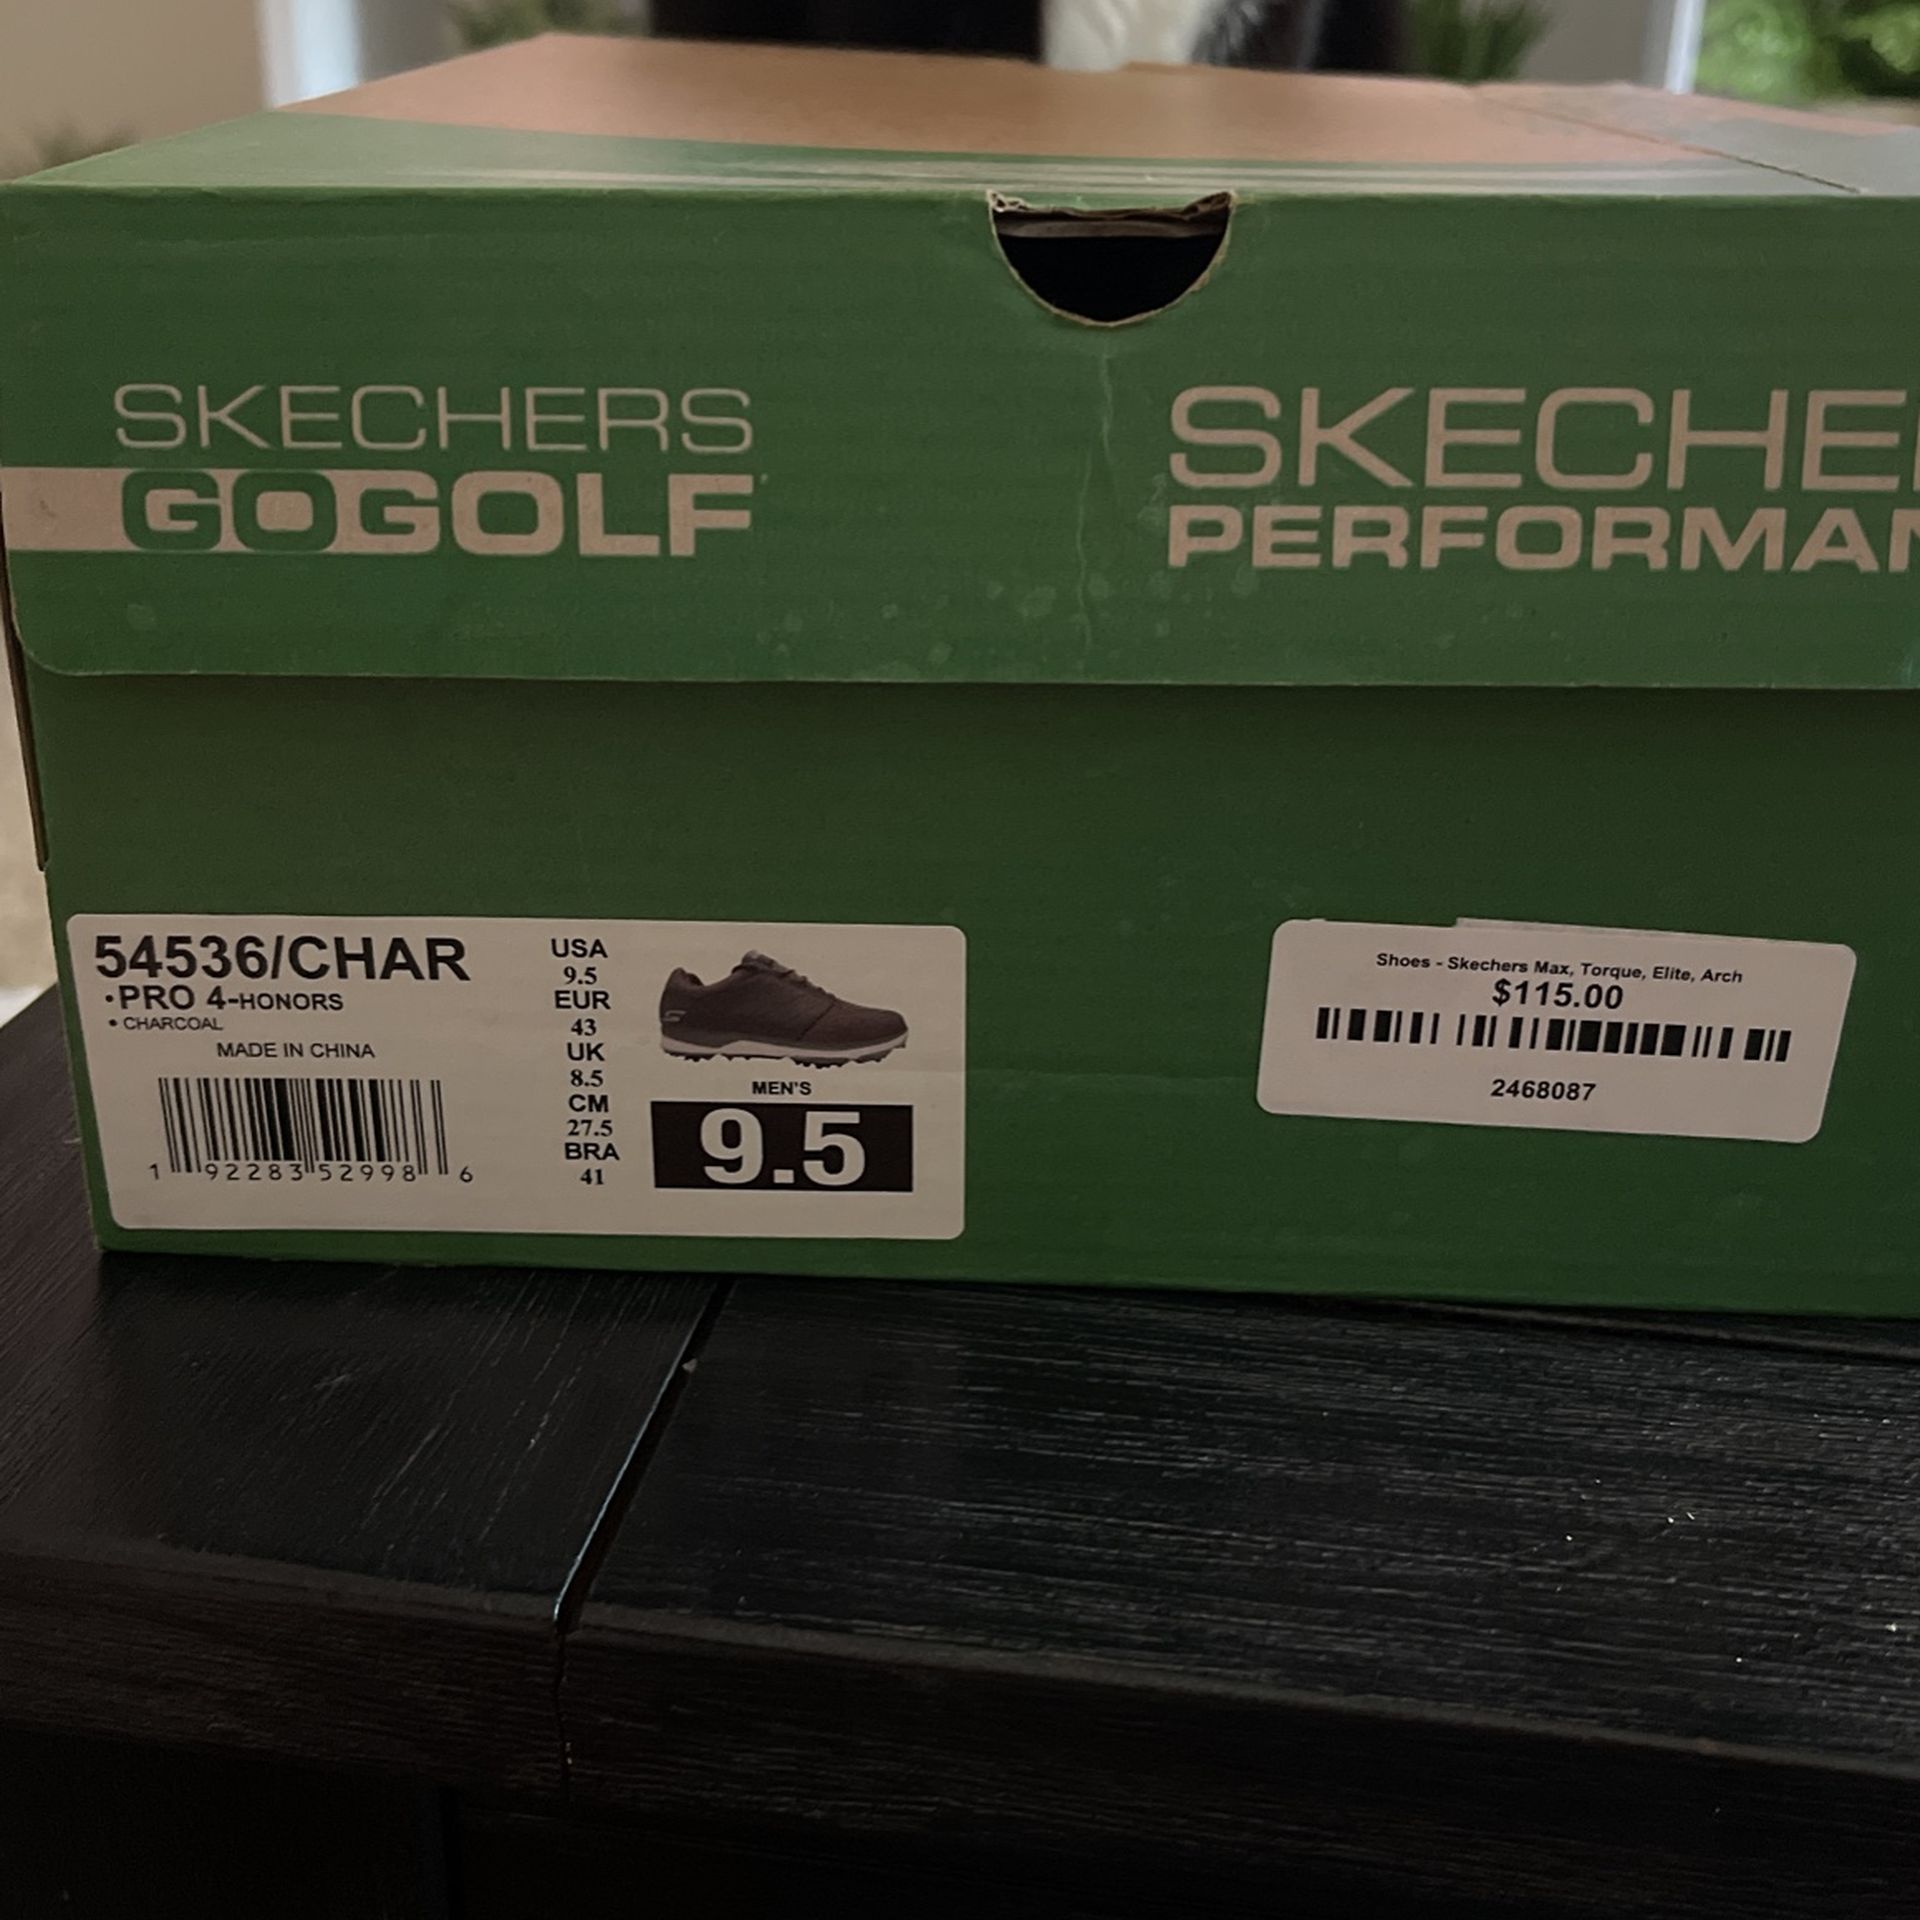 SKECHERS
GOGOLF
SKECHE
PERFORMAN
54536/CHAR
•PRO 4-HONORS
• CHARCOAL
MADE IN CHINA
1 92283 52998 6
USA
9.5
EUR
43
UK
8.5
CM
27.5
BRA
41
MEN'S
9.5
Shoes - Skechers Max, Torque, Elite, Arch
$115.00
2468087